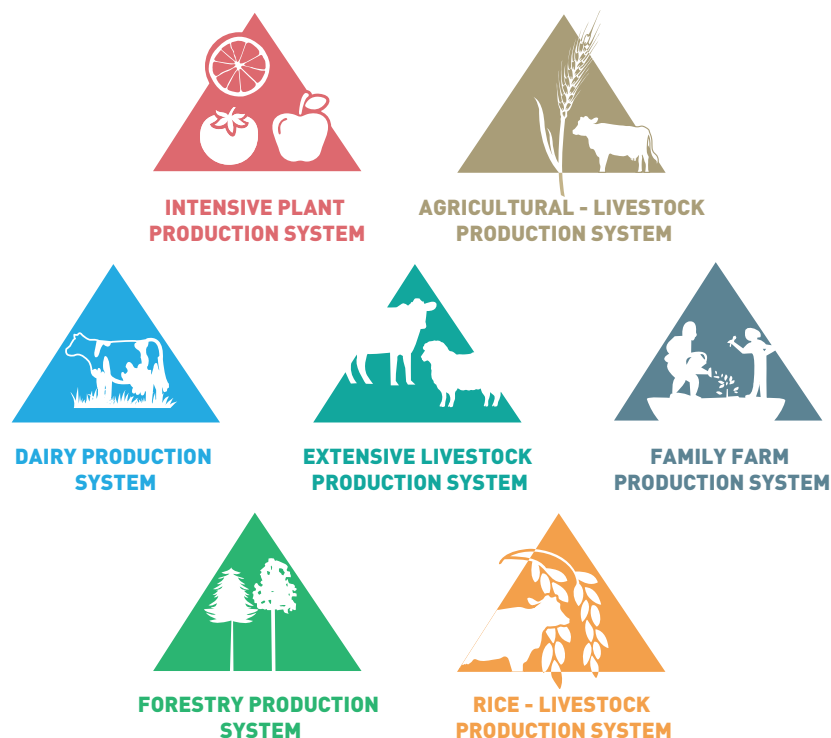 INTENSIVE PLANT
PRODUCTION SYSTEM
AGRICULTURAL - LIVESTOCK
PRODUCTION SYSTEM
DAIRY PRODUCTION
SYSTEM
EXTENSIVE LIVESTOCK
PRODUCTION SYSTEM
FAMILY FARM
PRODUCTION SYSTEM
FORESTRY PRODUCTION
SYSTEM
RICE - LIVESTOCK
PRODUCTION SYSTEM